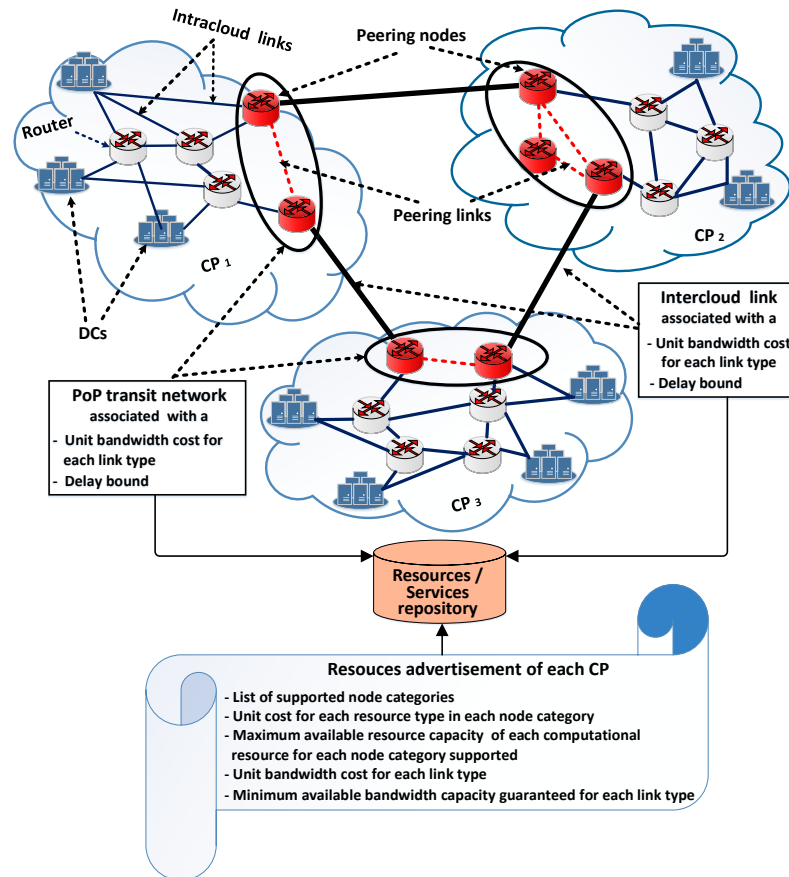 Intracloud links
Peering nodes
Router
Peering links
CP 1
CP 2
DCs
Intercloud link
associated with a
- Unit bandwidth cost
for each link type
- Delay bound
PoP transit network
associated with a
- Unit bandwidth cost for
each link type
- Delay bound
CP 3
Resources /
Services
repository
Resouces advertisement of each CP
- List of supported node categories
- Unit cost for each resource type in each node category
- Maximum available resource capacity of each computational
resource for each node category supported
- Unit bandwidth cost for each link type
- Minimum available bandwidth capacity guaranteed for each link type